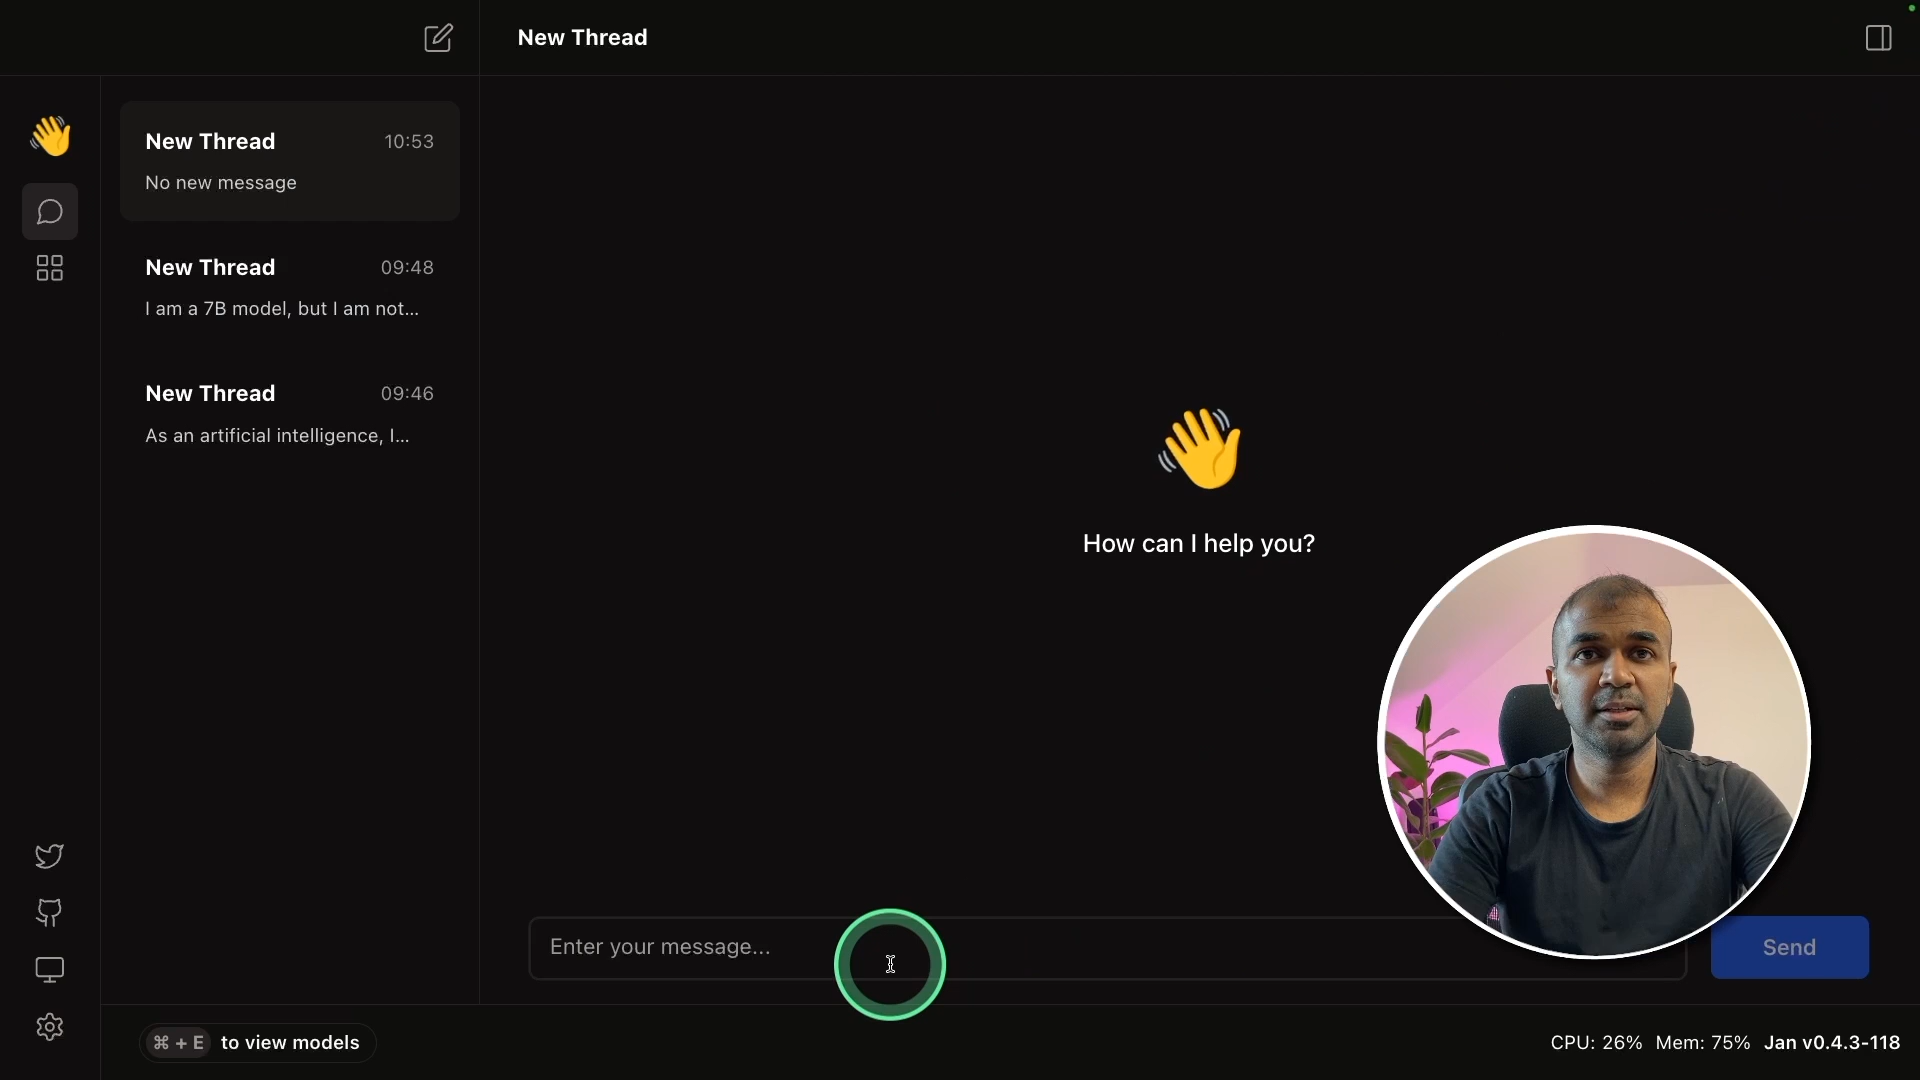 New Thread
New Thread 10:53
No new message
New Thread 09:48
I am a 7B model, but I am not...
New Thread 09:46
As an artificial intelligence, I...
How can I help you?
Enter your message...
Send
⌘ + E to view models
CPU: 26% Mem: 75% Jan v0.4.3-118